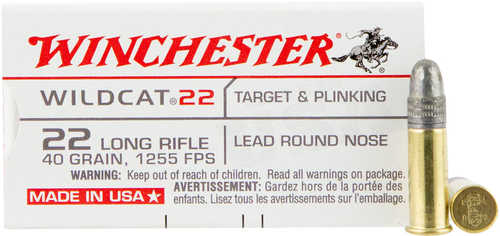 WINCHESTER
WILDCAT 22
TARGET & PLINKING
22 LONG RIFLE
40 GRAIN, 1255 FPS
LEAD ROUND NOSE
WARNING: Keep out of reach of children. Read all warnings on package.
AVERTISSEMENT: Gardez hors de la portée des
enfants. Lisez tous les avertissements sur l'emballage.
MADE IN USA